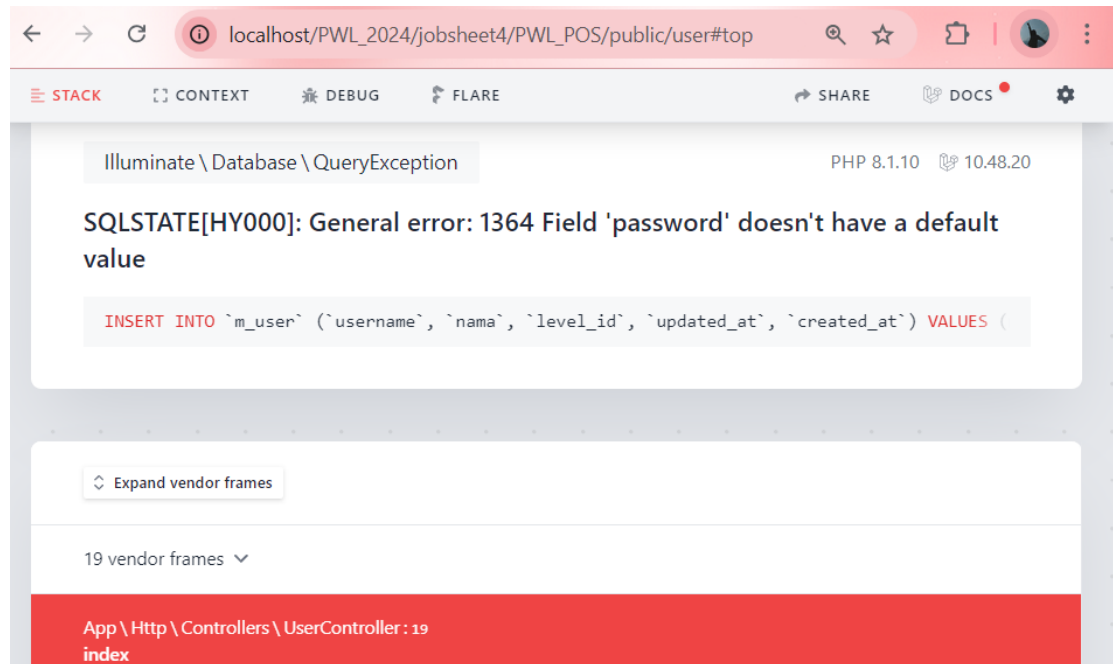 localhost/PWL_2024/jobsheet4/PWL_POS/public/user#top
STACK CONTEXT DEBUG FLARE SHARE DOCS
Illuminate \ Database \ QueryException PHP 8.1.10 10.48.20
SQLSTATE[HY000]: General error: 1364 Field 'password' doesn't have a default
value
INSERT INTO `m_user` (`username`, `nama`, `level_id`, `updated_at`, `created_at`) VALUES (
Expand vendor frames
19 vendor frames
App \ Http \ Controllers \ UserController : 19
index